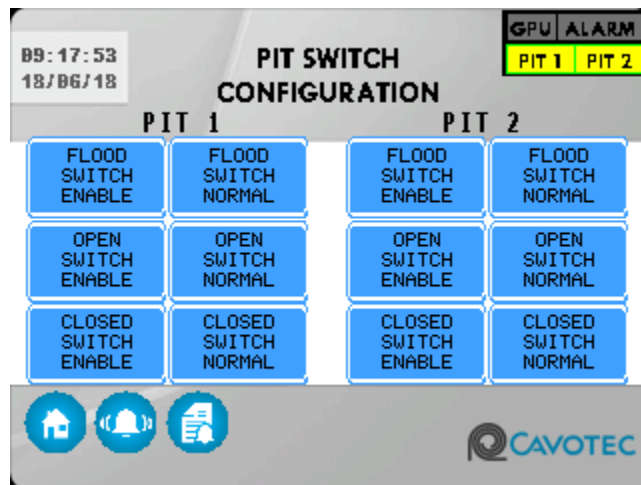 GPU ALARM
09:17:53
PIT SWITCH
PIT 1 PIT 2
18/06/18
CONFIGURATION
PIT 1
PIT 2
FLOOD SWITCH ENABLE
FLOOD SWITCH NORMAL
FLOOD SWITCH ENABLE
FLOOD SWITCH NORMAL
OPEN SWITCH ENABLE
OPEN SWITCH NORMAL
OPEN SWITCH ENABLE
OPEN SWITCH NORMAL
CLOSED SWITCH ENABLE
CLOSED SWITCH NORMAL
CLOSED SWITCH ENABLE
CLOSED SWITCH NORMAL
CAVOTEC